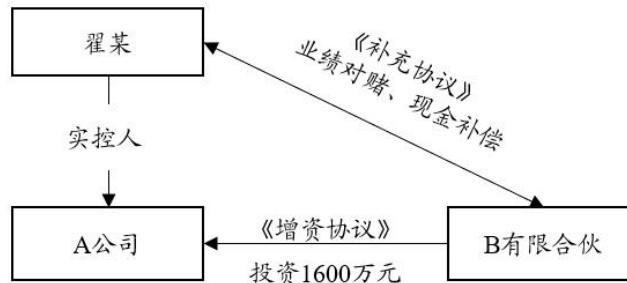 翟某
《补充协议》
业绩对赌、现金补偿
实控人
A公司
《增资协议》
投资1600万元
B有限合伙